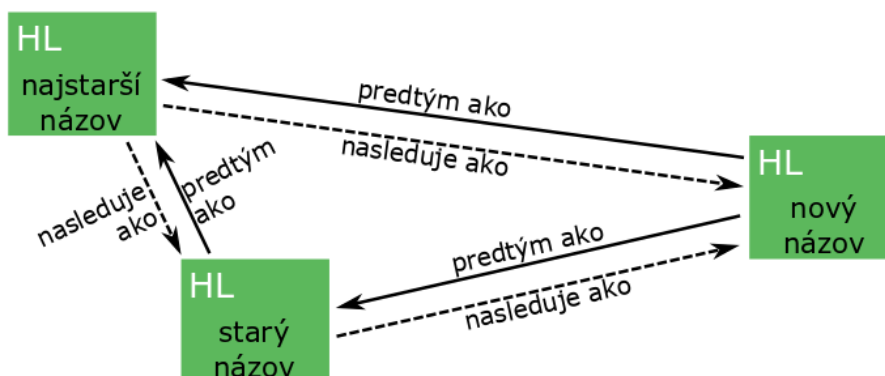 HL
najstarší
názov
predtým ako
nasleduje ako
HL
nový
názov
nasleduje
ako
predtým
ako
predtým ako
nasleduje ako
HL
starý
názov